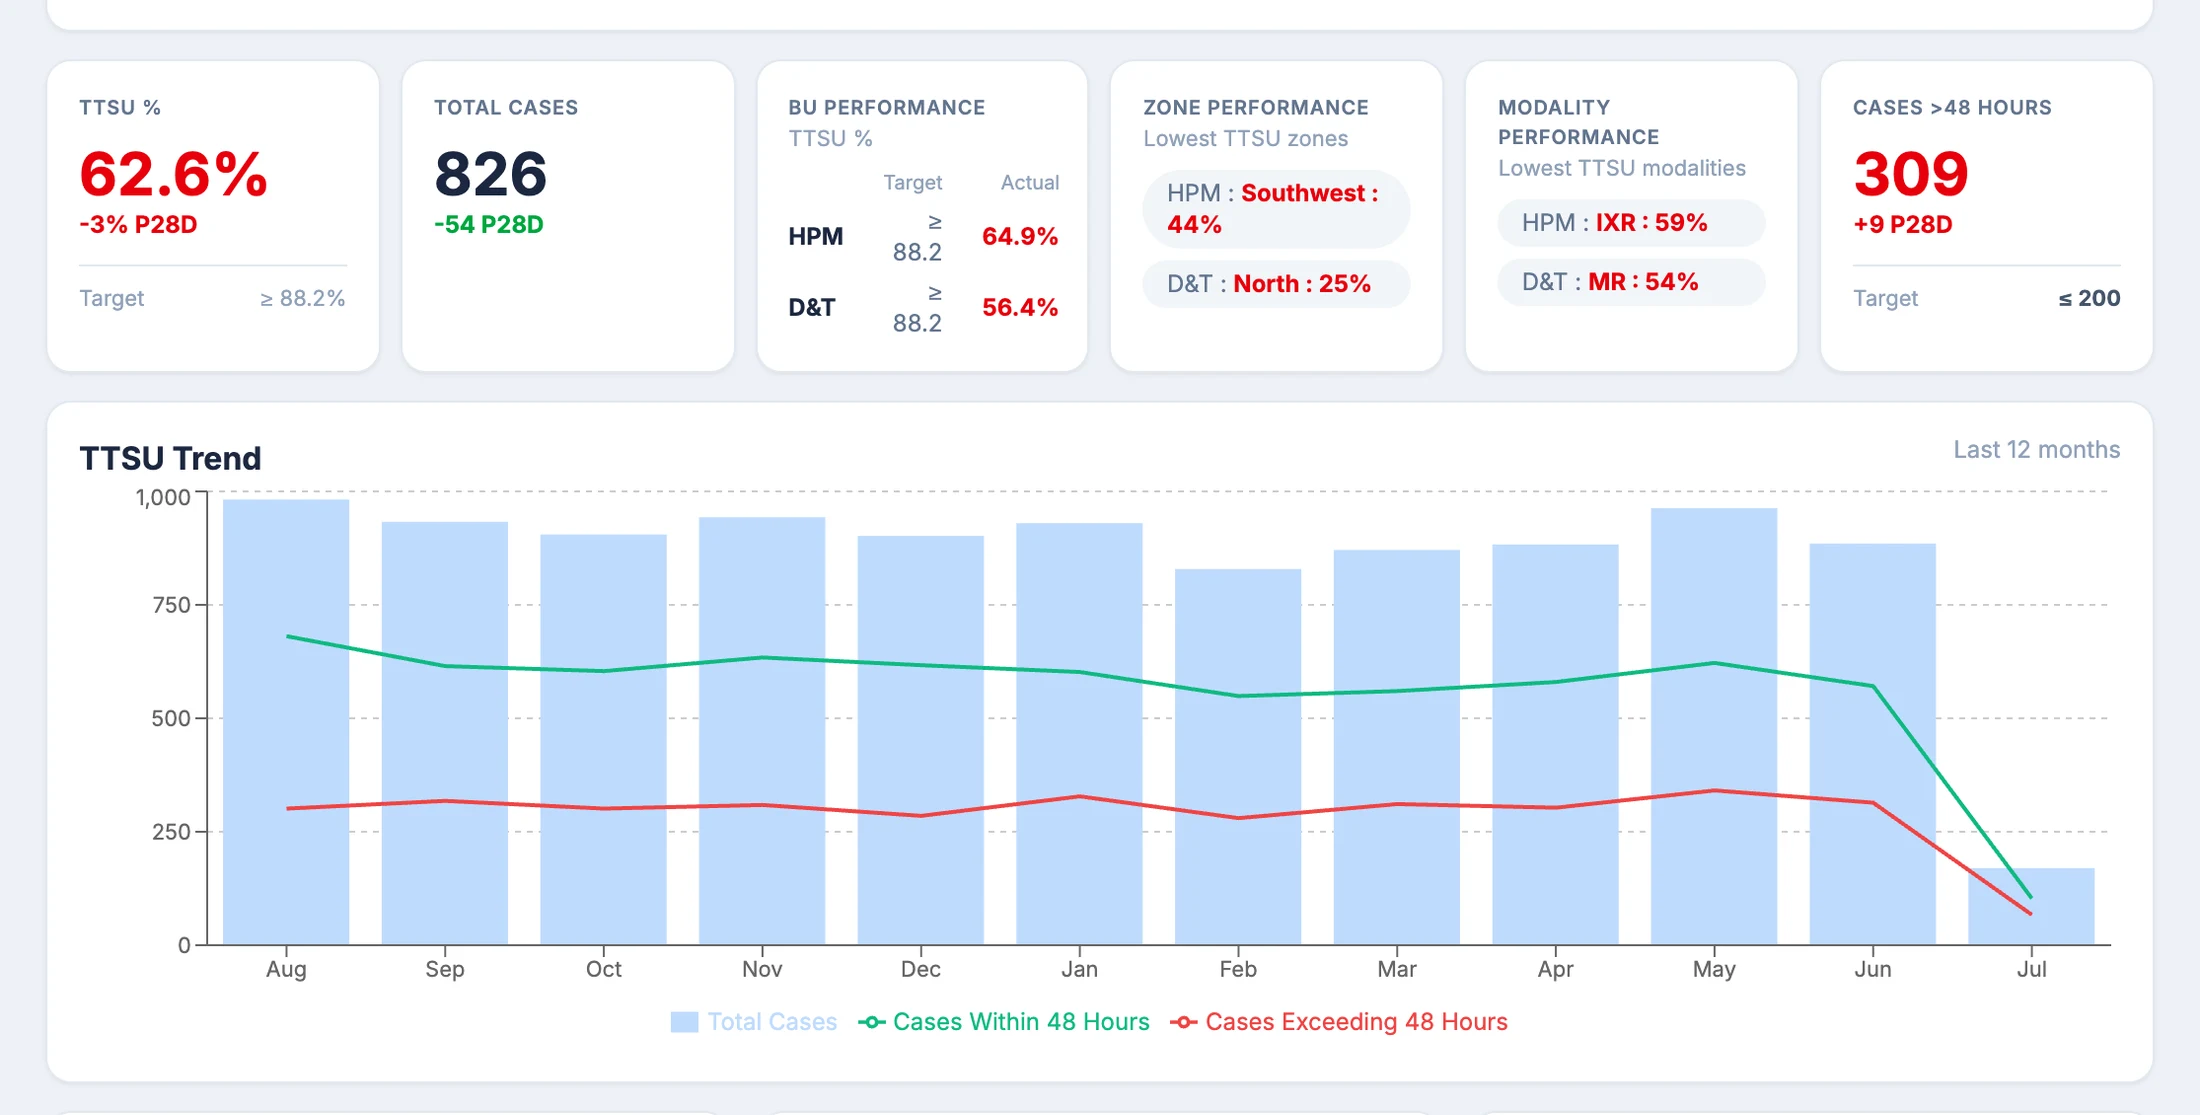 TTSU %
62.6%
-3% P28D
Target ≥ 88.2%
TOTAL CASES
826
-54 P28D
BU PERFORMANCE
TTSU %
Target Actual
HPM ≥ 88.2 64.9%
D&T ≥ 88.2 56.4%
ZONE PERFORMANCE
Lowest TTSU zones
HPM : Southwest :
44%
D&T : North : 25%
MODALITY
PERFORMANCE
Lowest TTSU modalities
HPM : IXR : 59%
D&T : MR : 54%
CASES >48 HOURS
309
+9 P28D
Target ≤ 200
TTSU Trend
Last 12 months
1,000
750
500
250
0
Aug Sep Oct Nov Dec Jan Feb Mar Apr May Jun Jul
Total Cases Cases Within 48 Hours Cases Exceeding 48 Hours